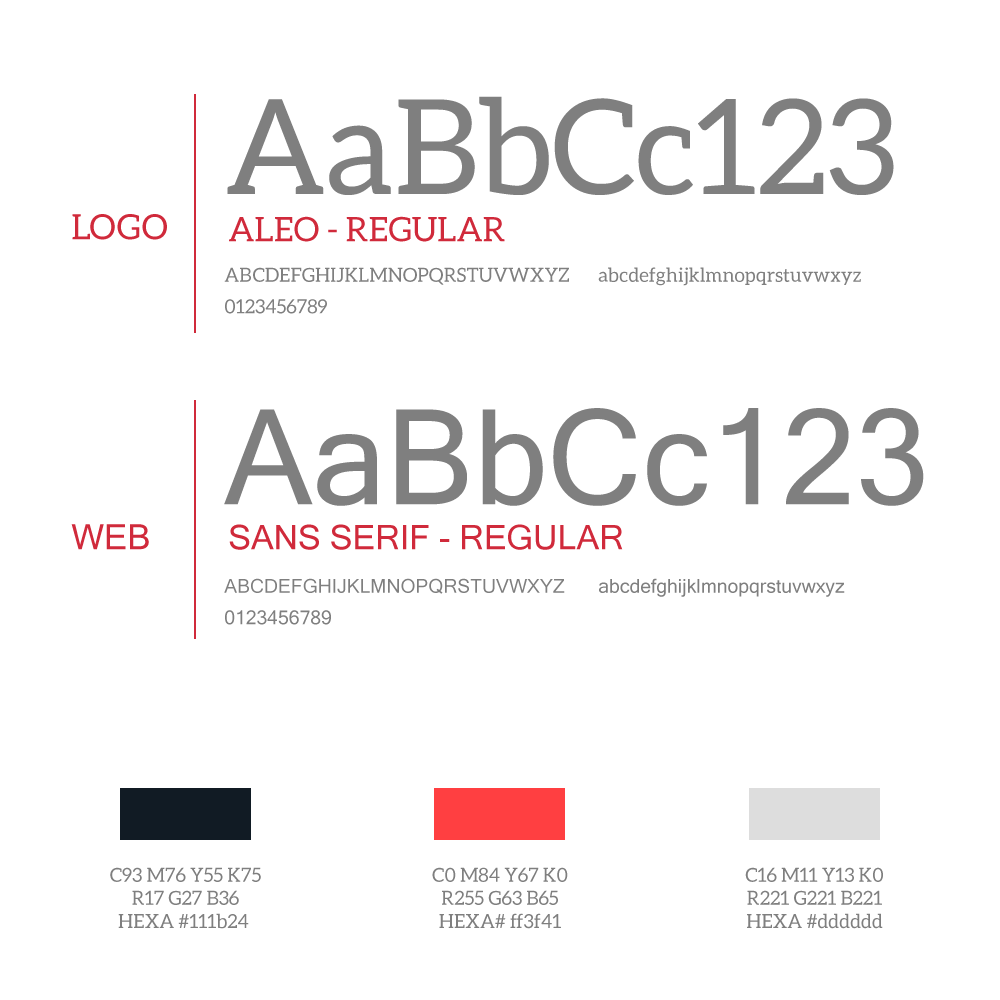 AaBbCc123
LOGO
ALEO - REGULAR
ABCDEFGHIJKLMNOPQRSTUVWXYZ abcdefghijklmnopqrstuvwxyz
0123456789
AaBbCc123
WEB
SANS SERIF - REGULAR
ABCDEFGHIJKLMNOPQRSTUVWXYZ abcdefghijklmnopqrstuvwxyz
0123456789
C93 M76 Y55 K75
R17 G27 B36
HEXA #111b24
C0 M84 Y67 K0
R255 G63 B65
HEXA# ff3f41
C16 M11 Y13 K0
R221 G221 B221
HEXA #dddddd